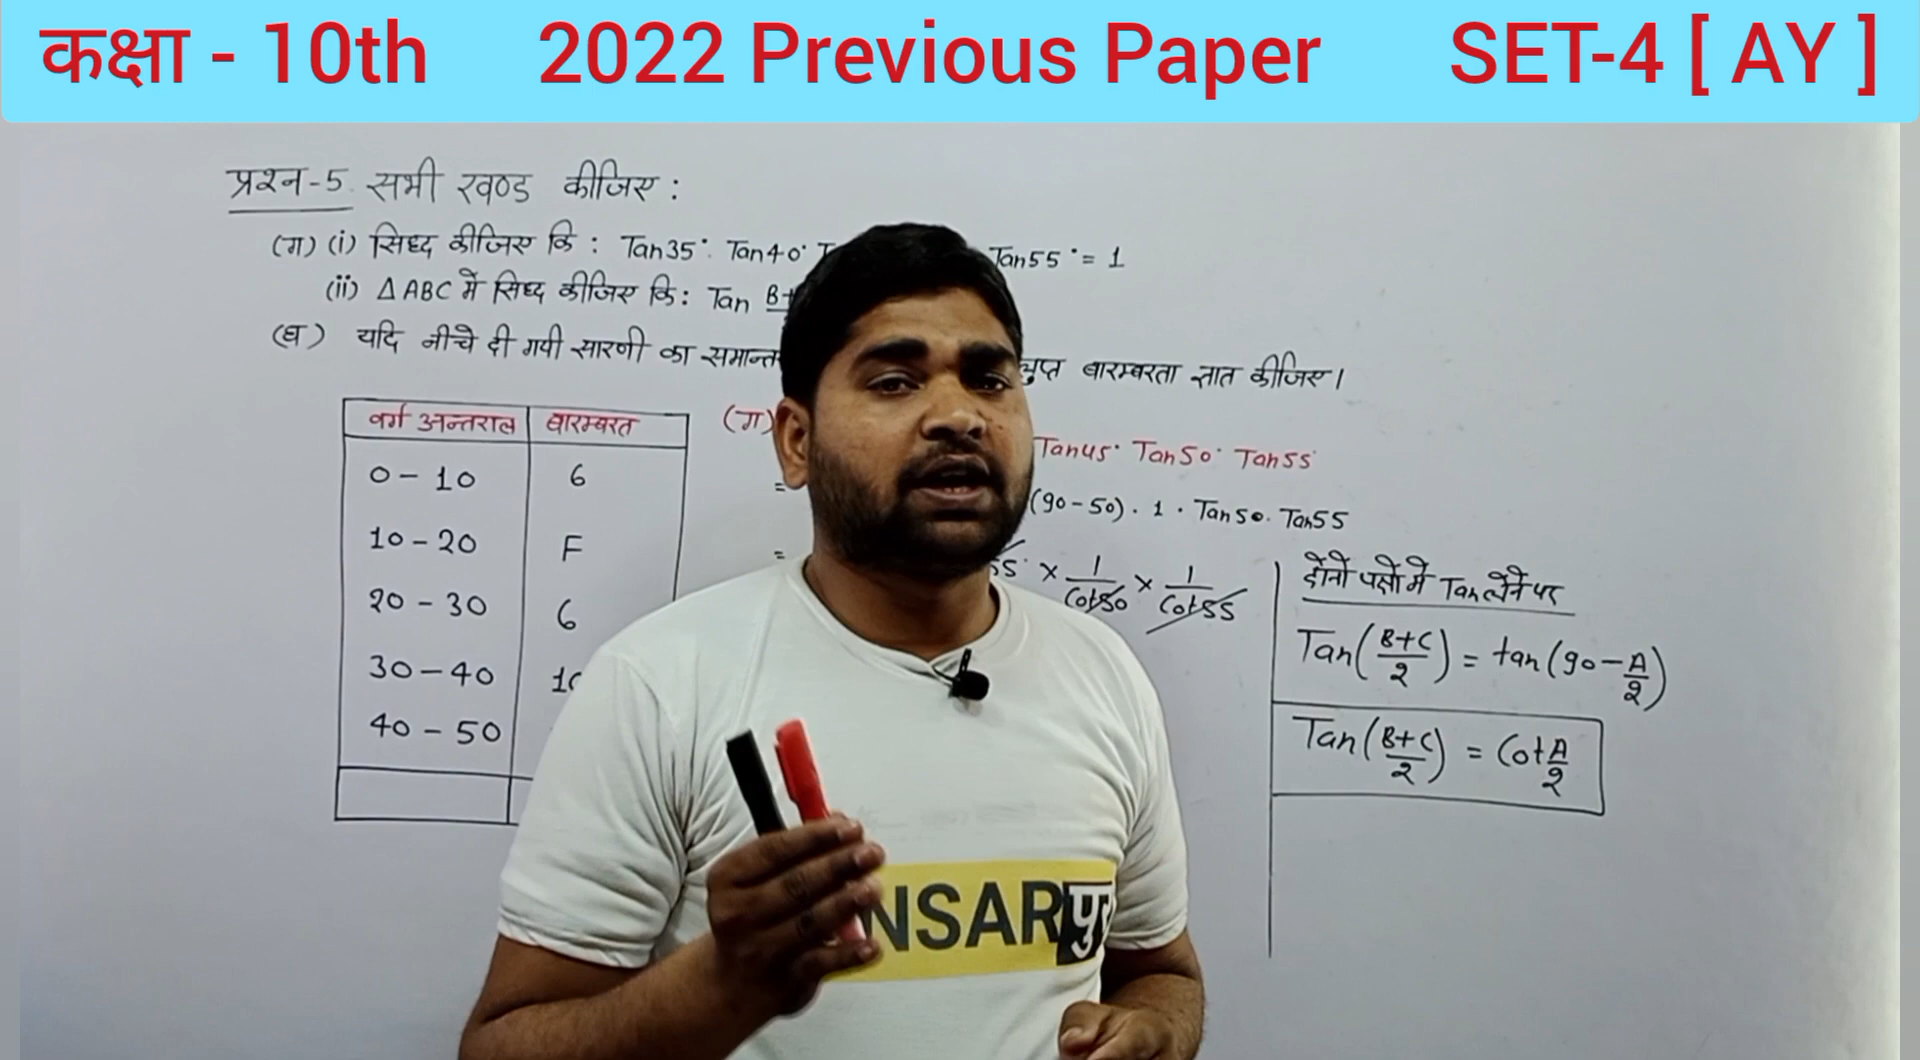 कक्षा - 10th 2022 Previous Paper SET-4 [ AY ]
प्रश्न-5. सभी खण्ड कीजिए :
(ग) (i) सिध्द कीजिए कि : Tan35°. Tan40° Tan55° = 1
(ii) Δ ABC में सिध्द कीजिए कि : Tan
(घ) यदि नीचे दी गयी सारणी का लुप्त बारम्बरता ज्ञात कीजिए।
वर्ग अन्तराल बारम्बरत
0 - 10 6
10 - 20 F
20 - 30 6
30 - 40
40 - 50
(ग)
Tan45° Tan50° Tan55°
= (90-50). 1 . Tan50. Tan55
= × 1/Cot50 × 1/Cot55
दोनों पक्षों में Tan लेने पर
Tan(B+C/2) = tan(90-A/2)
Tan(B+C/2) = Cot A/2
NSARपुर